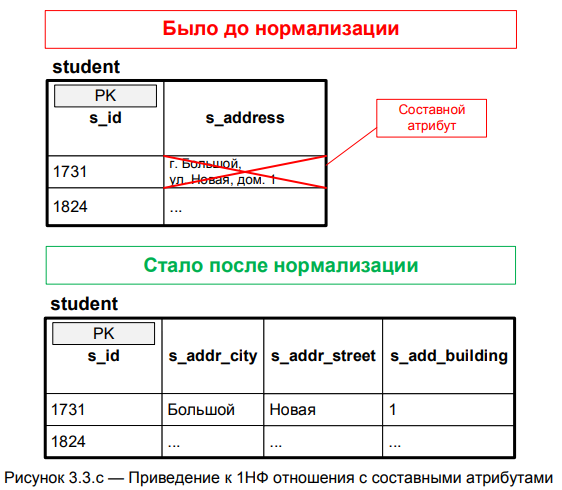 Было до нормализации
student
PK
s_id
s_address
Составной
атрибут
1731
г. Большой,
ул. Новая, дом. 1
1824
...
Стало после нормализации
student
PK
s_id
s_addr_city
s_addr_street
s_add_building
1731
Большой
Новая
1
1824
...
...
...
Рисунок 3.3.c — Приведение к 1НФ отношения с составными атрибутами